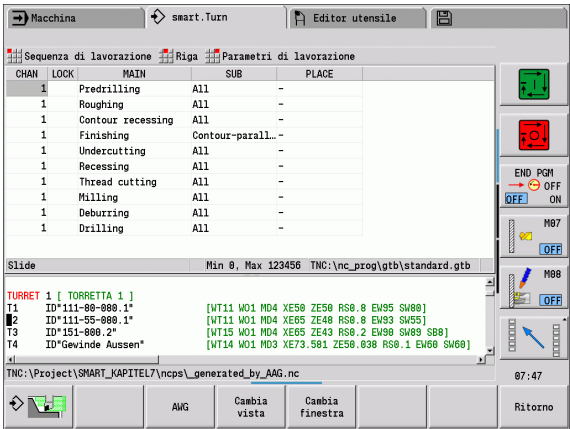 Macchina smart.Turn Editor utensile
Sequenza di lavorazione Riga Parametri di lavorazione
CHAN LOCK MAIN SUB PLACE
1 Predrilling All –
1 Roughing All –
1 Contour recessing All –
1 Finishing Contour-parall… –
1 Undercutting All –
1 Recessing All –
1 Thread cutting All –
1 Milling All –
1 Deburring All –
1 Drilling All –
Slide Min 0, Max 123456 TNC:\nc_prog\gtb\standard.gtb
TURRET 1 [ TORRETTA 1 ]
T1 ID"111-80-080.1" [WT11 WO1 MD4 XE50 ZE50 RS0.8 EW95 SW80]
T2 ID"111-55-080.1" [WT11 WO1 MD4 XE65 ZE48 RS0.8 EW93 SW55]
T3 ID"151-800.2" [WT15 WO1 MD4 XE65 ZE43 RS0.2 EW90 SW89 SB8]
T4 ID"Gewinde Aussen" [WT14 WO1 MD3 XE73.581 ZE50.038 RS0.1 EW60 SW60]
TNC:\Project\SMART_KAPITEL7\ncps\_generated_by_AAG.nc
END PGM
OFF
OFF ON
M07
OFF
M08
OFF
07:47
AWG
Cambia vista
Cambia finestra
Ritorno